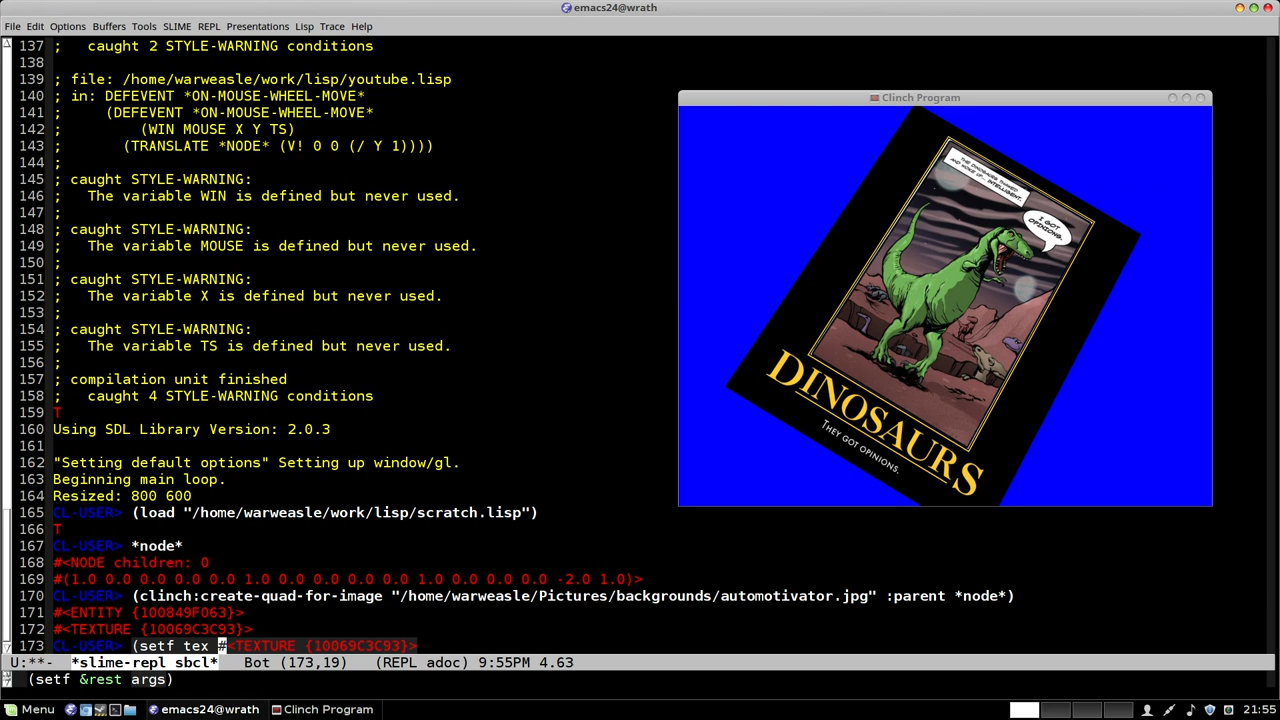 emacs24@wrath
File Edit Options Buffers Tools SLIME REPL Presentations Lisp Trace Help
137 ;   caught 2 STYLE-WARNING conditions
138
139 ; file: /home/warweasle/work/lisp/youtube.lisp
140 ; in: DEFEVENT *ON-MOUSE-WHEEL-MOVE*
141 ;     (DEFEVENT *ON-MOUSE-WHEEL-MOVE*
142 ;         (WIN MOUSE X Y TS)
143 ;       (TRANSLATE *NODE* (V! 0 0 (/ Y 1))))
144 ;
145 ; caught STYLE-WARNING:
146 ;   The variable WIN is defined but never used.
147 ;
148 ; caught STYLE-WARNING:
149 ;   The variable MOUSE is defined but never used.
150 ;
151 ; caught STYLE-WARNING:
152 ;   The variable X is defined but never used.
153 ;
154 ; caught STYLE-WARNING:
155 ;   The variable TS is defined but never used.
156 ;
157 ; compilation unit finished
158 ;   caught 4 STYLE-WARNING conditions
159 T
160 Using SDL Library Version: 2.0.3
161
162 "Setting default options" Setting up window/gl.
163 Beginning main loop.
164 Resized: 800 600
165 CL-USER> (load "/home/warweasle/work/lisp/scratch.lisp")
166 T
167 CL-USER> *node*
168 #<NODE children: 0
169 #(1.0 0.0 0.0 0.0 0.0 1.0 0.0 0.0 0.0 0.0 1.0 0.0 0.0 0.0 -2.0 1.0)>
170 CL-USER> (clinch:create-quad-for-image "/home/warweasle/Pictures/backgrounds/automotivator.jpg" :parent *node*)
171 #<ENTITY {100849F063}>
172 #<TEXTURE {10069C3C93}>
173 CL-USER> (setf tex #<TEXTURE {10069C3C93}>
U:**-  *slime-repl sbcl*   Bot (173,19)   (REPL adoc) 9:55PM 4.63
(setf &rest args)
Clinch Program
THE DINOSAURS THAWED
AND WOKE UP... INTELLIGENT.
I GOT
OPINIONS.
DINOSAURS
THEY GOT OPINIONS.
Menu
emacs24@wrath
Clinch Program
21:55